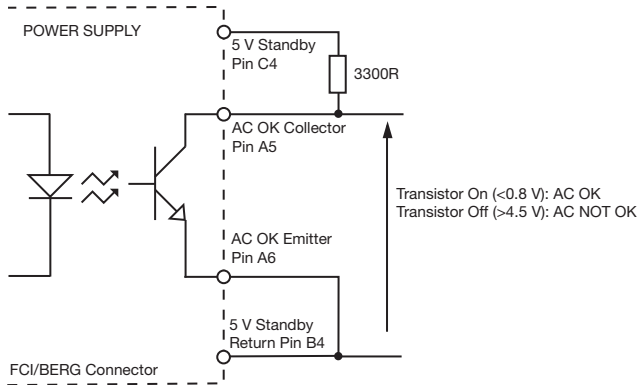 POWER SUPPLY
5 V Standby
Pin C4
3300R
AC OK Collector
Pin A5
Transistor On (<0.8 V): AC OK
Transistor Off (>4.5 V): AC NOT OK
AC OK Emitter
Pin A6
5 V Standby
Return Pin B4
FCI/BERG Connector